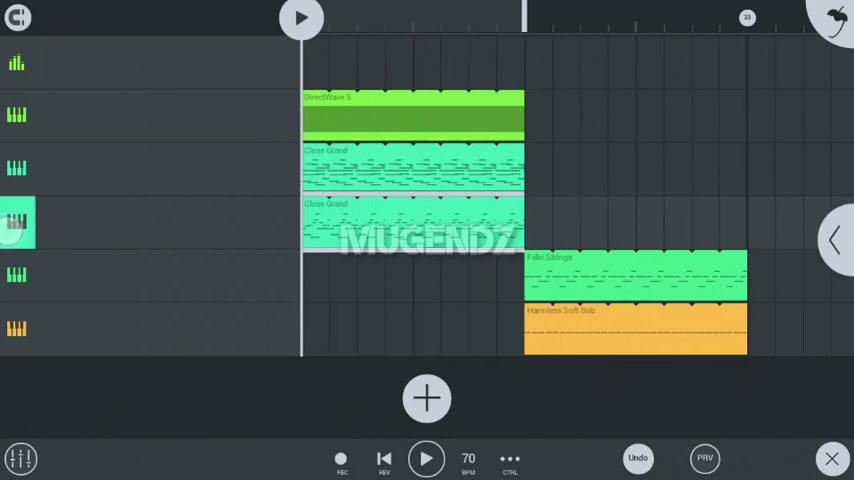 33
DirectWave 5
Close Grand
Close Grand
MUGENDZ
Fake Strings
Harmless Soft Sub
REC
REV
70
BPM
CTRL
Undo
PRV